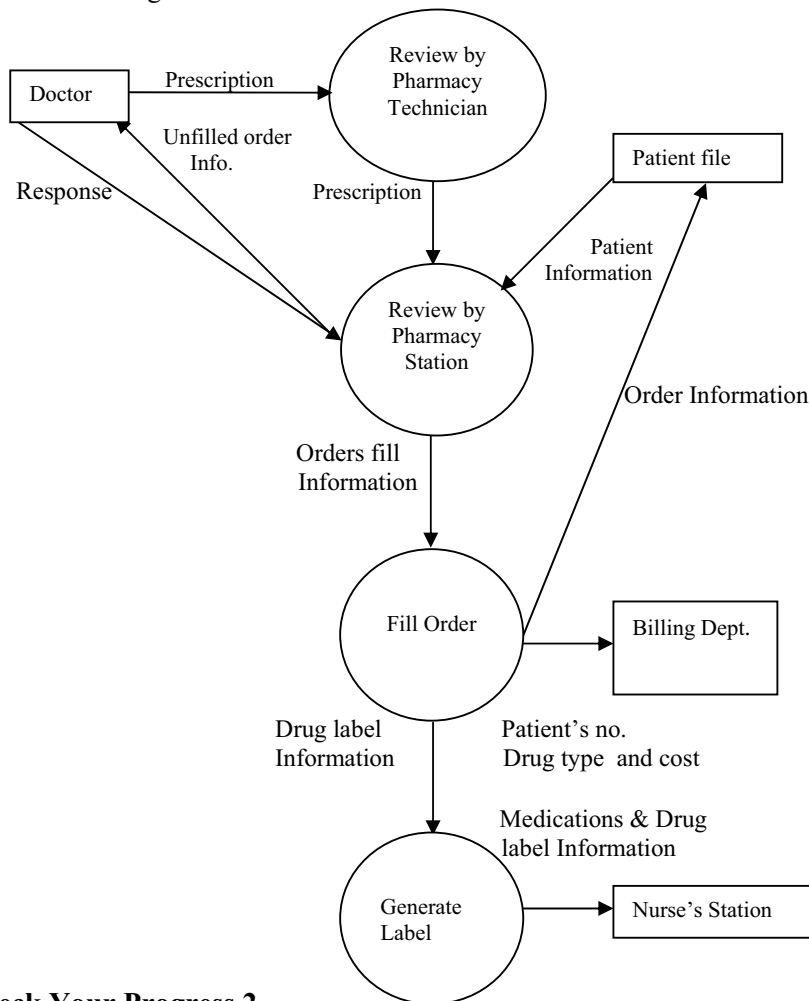 Review by
Pharmacy
Technician
Doctor
Prescription
Unfilled order
Info.
Patient file
Response
Prescription
Patient
Information
Review by
Pharmacy
Station
Order Information
Orders fill
Information
Fill Order
Billing Dept.
Drug label
Information
Patient’s no.
Drug type and cost
Medications & Drug
label Information
Generate
Label
Nurse’s Station